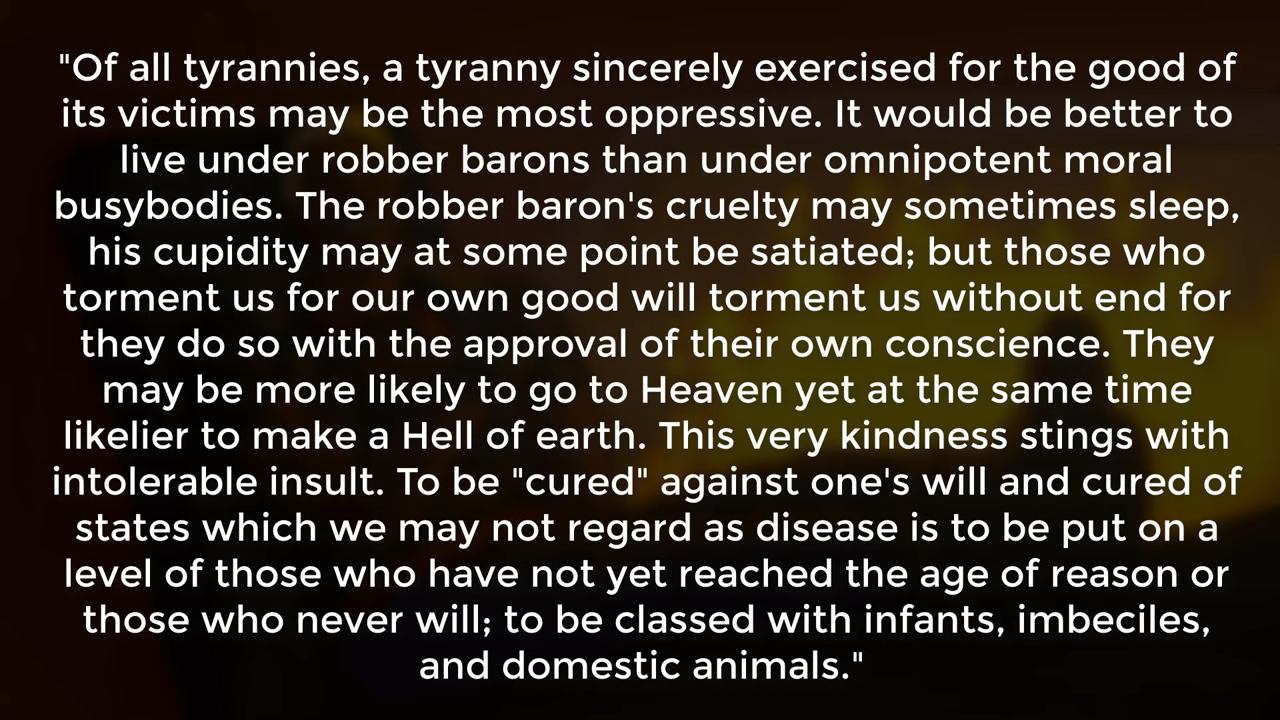 "Of all tyrannies, a tyranny sincerely exercised for the good of
its victims may be the most oppressive. It would be better to
live under robber barons than under omnipotent moral
busybodies. The robber baron's cruelty may sometimes sleep,
his cupidity may at some point be satiated; but those who
torment us for our own good will torment us without end for
they do so with the approval of their own conscience. They
may be more likely to go to Heaven yet at the same time
likelier to make a Hell of earth. This very kindness stings with
intolerable insult. To be "cured" against one's will and cured of
states which we may not regard as disease is to be put on a
level of those who have not yet reached the age of reason or
those who never will; to be classed with infants, imbeciles,
and domestic animals."